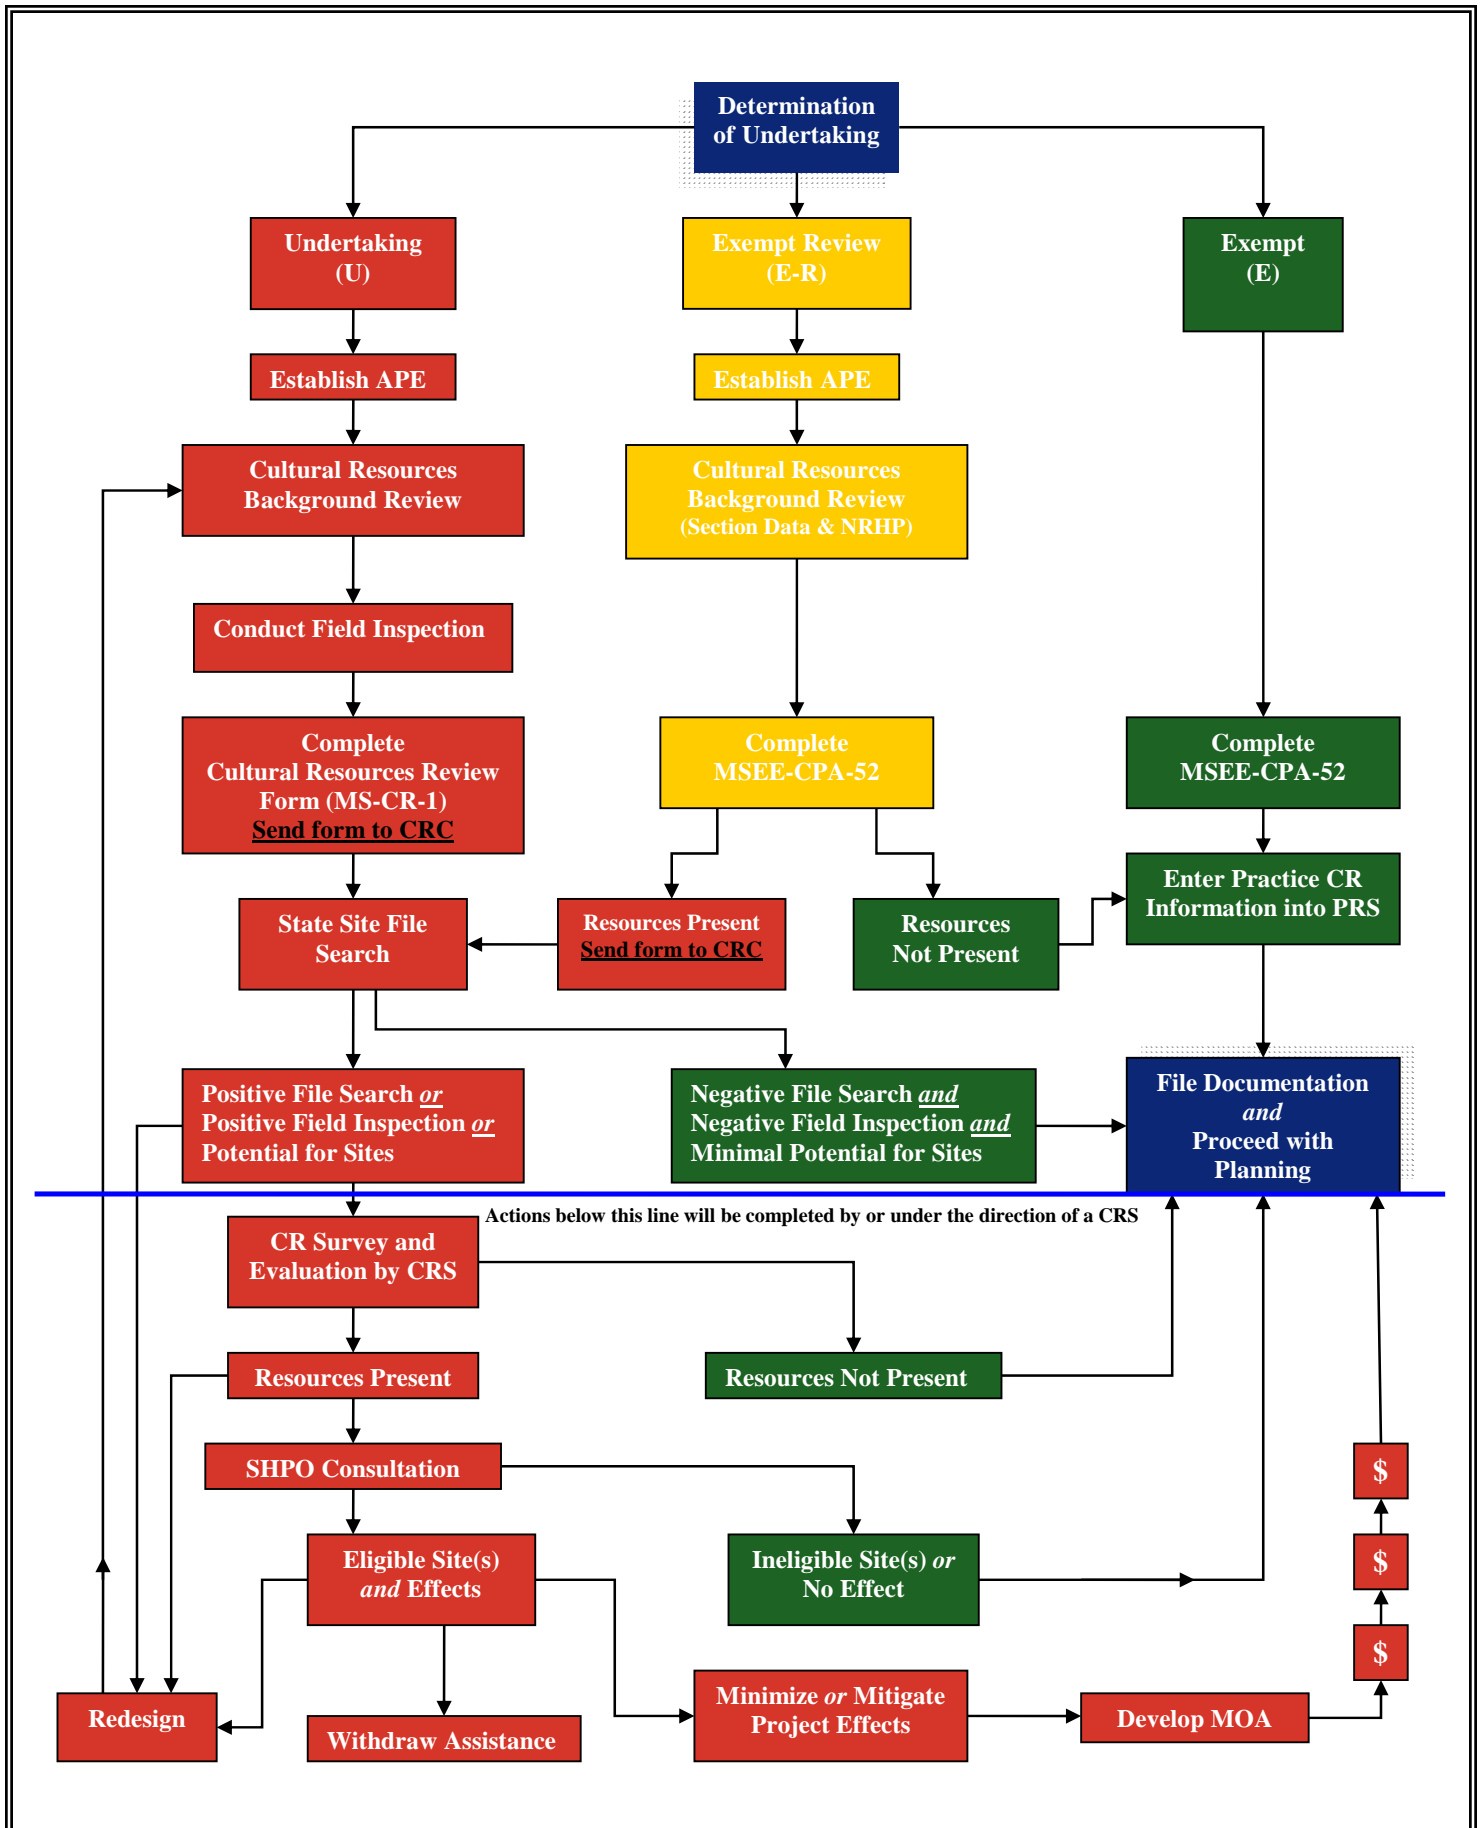 Determination
of Undertaking
Undertaking
(U)
Exempt Review
(E-R)
Exempt
(E)
Establish APE
Establish APE
Cultural Resources
Background Review
Cultural Resources
Background Review
(Section Data & NRHP)
Conduct Field Inspection
Complete
Cultural Resources Review
Form (MS-CR-1)
Send form to CRC
Complete
MSEE-CPA-52
Complete
MSEE-CPA-52
State Site File
Search
Resources Present
Send form to CRC
Resources
Not Present
Enter Practice CR
Information into PRS
Positive File Search or
Positive Field Inspection or
Potential for Sites
Negative File Search and
Negative Field Inspection and
Minimal Potential for Sites
File Documentation
and
Proceed with
Planning
Actions below this line will be completed by or under the direction of a CRS
CR Survey and
Evaluation by CRS
Resources Present
Resources Not Present
SHPO Consultation
$
Eligible Site(s)
and Effects
Ineligible Site(s) or
No Effect
$
$
Redesign
Withdraw Assistance
Minimize or Mitigate
Project Effects
Develop MOA